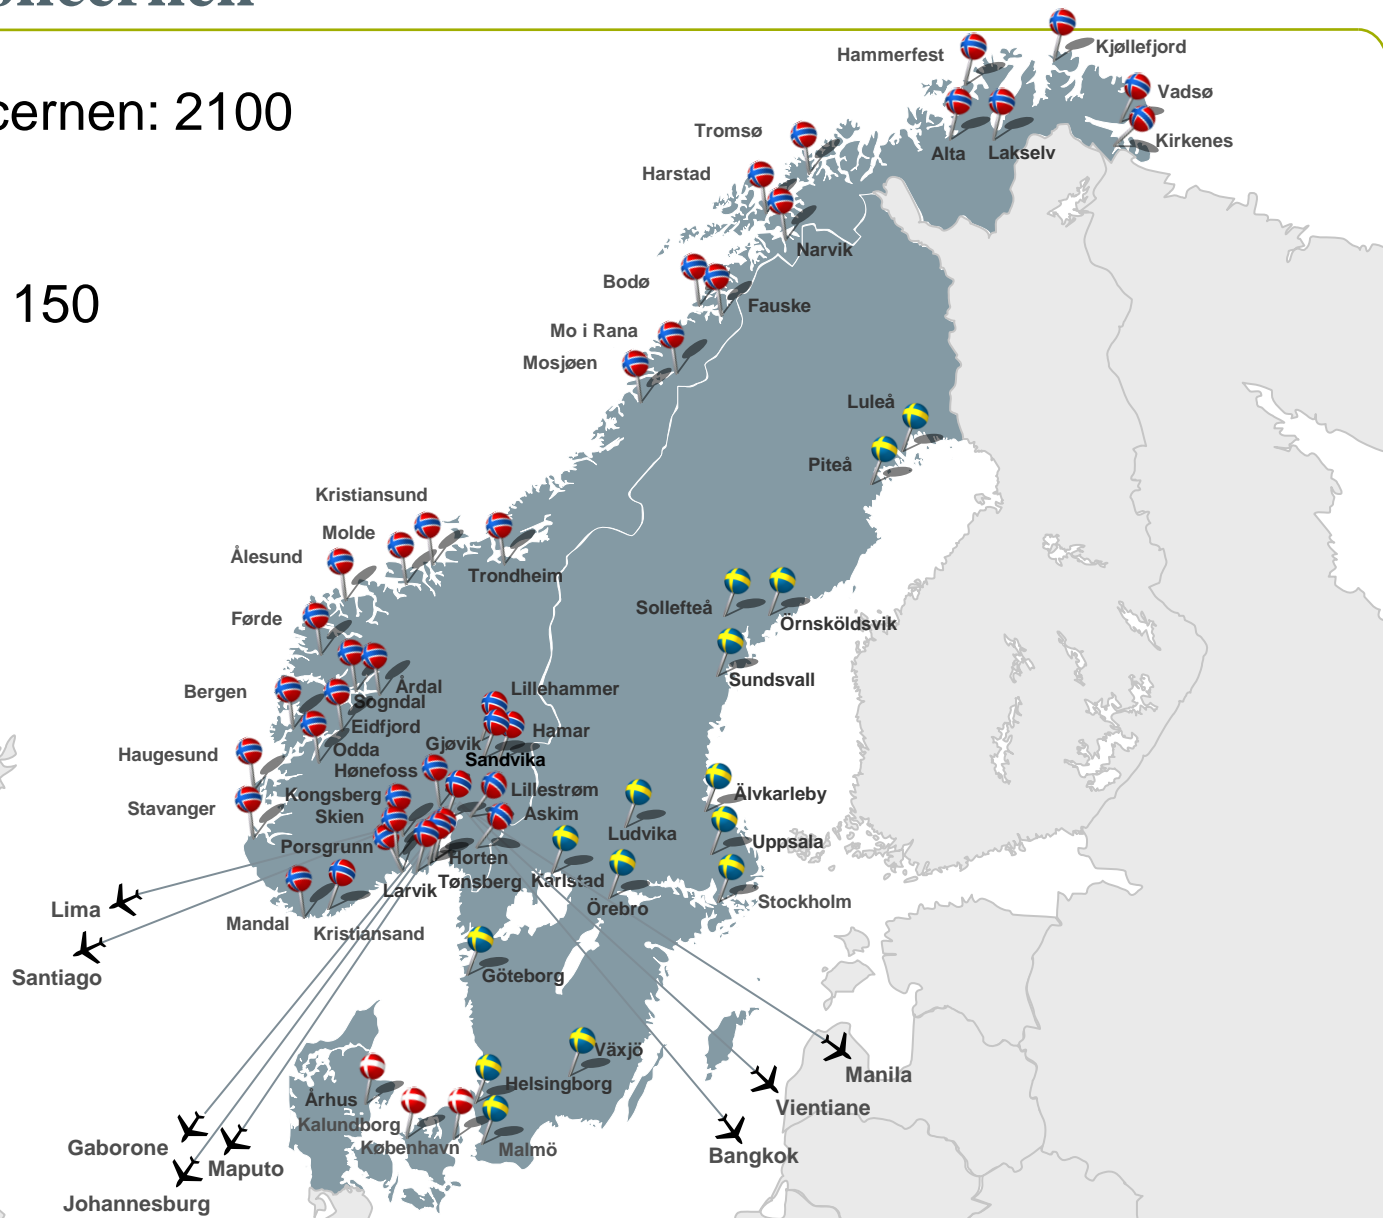 Kjøllefjord
Hammerfest
Vadsø
cernen: 2100
Tromsø
Kirkenes
Alta
Lakselv
Harstad
Narvik
Bodø
150
Fauske
Mo i Rana
Mosjøen
Luleå
Piteå
Kristiansund
Molde
Ålesund
Trondheim
Sollefteå
Førde
Örnsköldsvik
Sundsvall
Årdal
Lillehammer
Bergen
Sogndal
Eidfjord
Hamar
Gjøvik
Odda
Haugesund
Sandvika
Hønefoss
Lillestrøm
Kongsberg
Älvkarleby
Stavanger
Skien
Askim
Ludvika
Uppsala
Porsgrunn
Horten
Tønsberg
Karlstad
Larvik
Stockholm
Örebro
Lima
Mandal
Kristiansand
Santiago
Göteborg
Växjö
Manila
Helsingborg
Århus
Vientiane
Kalundborg
Gaborone
København
Malmö
Bangkok
Maputo
Johannesburg